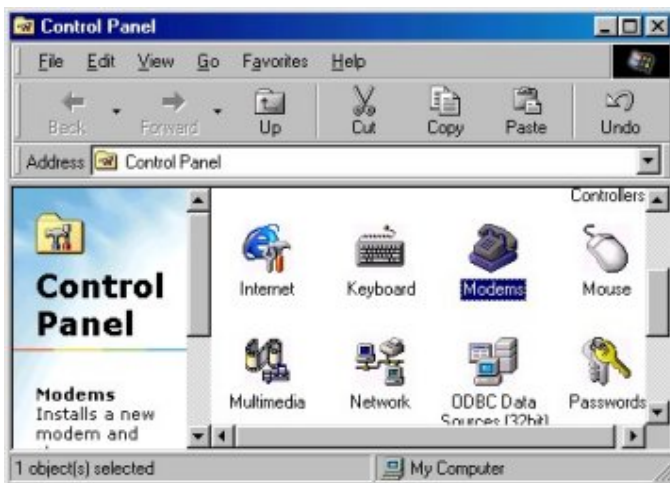 Control Panel
File Edit View Go Favorites Help
Back Forward Up Cut Copy Paste Undo
Address Control Panel
Controllers
Internet Keyboard Modems Mouse
Control
Panel
Multimedia Network ODBC Data Passwords
Sources (32bit)
Modems
Installs a new
modem and
1 object(s) selected My Computer